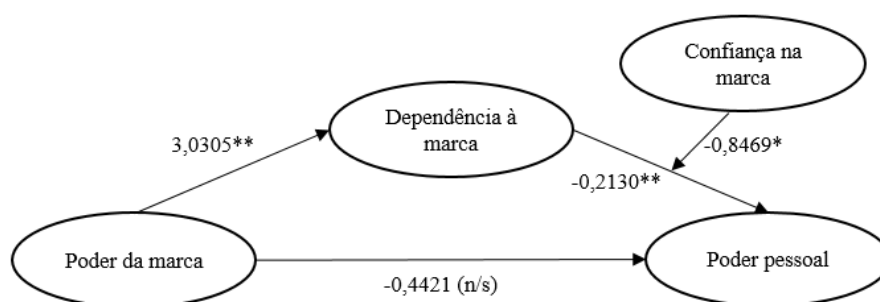 Confiança na
marca
Dependência à
marca
3,0305**
-0,8469*
-0,2130**
Poder da marca
Poder pessoal
-0,4421 (n/s)